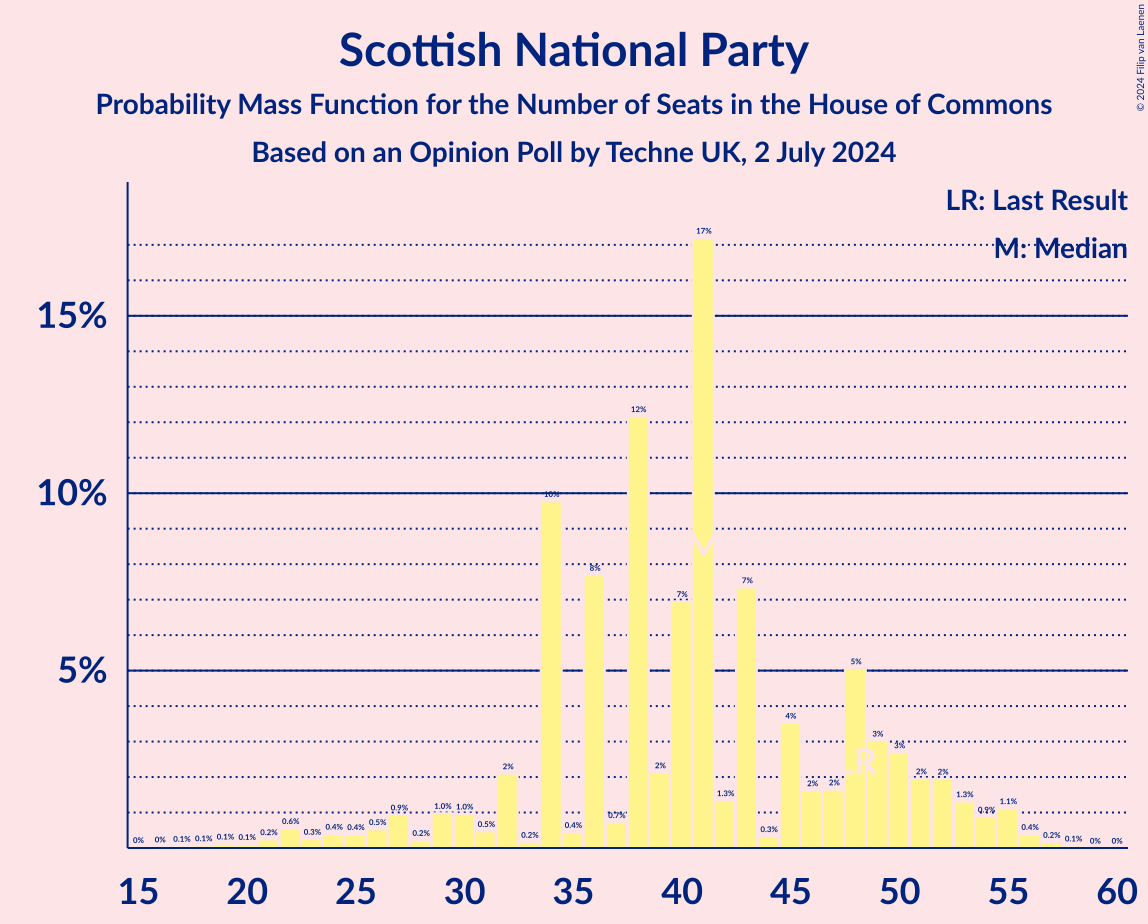 Scottish National Party
Probability Mass Function for the Number of Seats in the House of Commons
Based on an Opinion Poll by Techne UK, 2 July 2024
© 2024 Filip van Laenen
LR: Last Result
M: Median
15%
10%
5%
0% 0% 0.1% 0.1% 0.1% 0.1% 0.2% 0.6% 0.3% 0.4% 0.4% 0.5% 0.9% 0.2% 1.0% 1.0% 0.5% 2% 0.2% 10% 0.4% 8% 0.7% 12% 2% 7% 17% 1.3% 7% 0.3% 4% 2% 2% 5% 3% 3% 2% 2% 1.3% 0.9% 1.1% 0.4% 0.2% 0.1% 0% 0%
M
LR
15 20 25 30 35 40 45 50 55 60